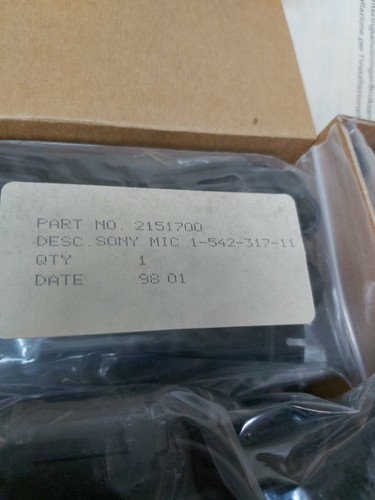 PART NO. 2151700
DESC. SONY MIC 1-542-317-11
QTY 1
DATE 98 01